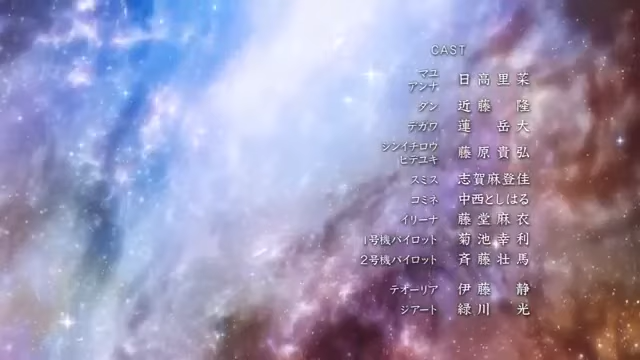 CAST
マユ
アンナ 日高里菜
ダン 近藤 隆
テガワ 蓮 岳大
シンイチロウ
ヒデユキ 藤原貴弘
スミス 志賀麻登佳
コミネ 中西としはる
イリーナ 藤堂麻衣
1号機パイロット 菊池幸利
2号機パイロット 斉藤壮馬
テオーリア 伊藤 静
ジアート 緑川 光